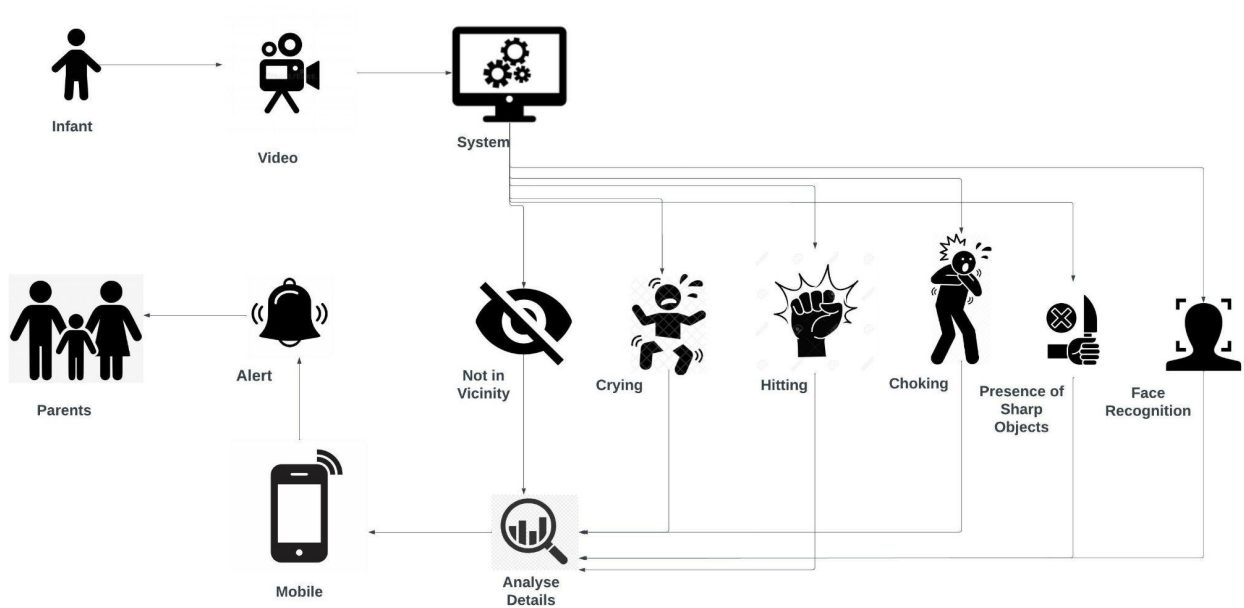 Infant
Video
System
Parents
Alert
Not in
Vicinity
Crying
Hitting
Choking
Presence of
Sharp
Objects
Face
Recognition
Mobile
Analyse
Details